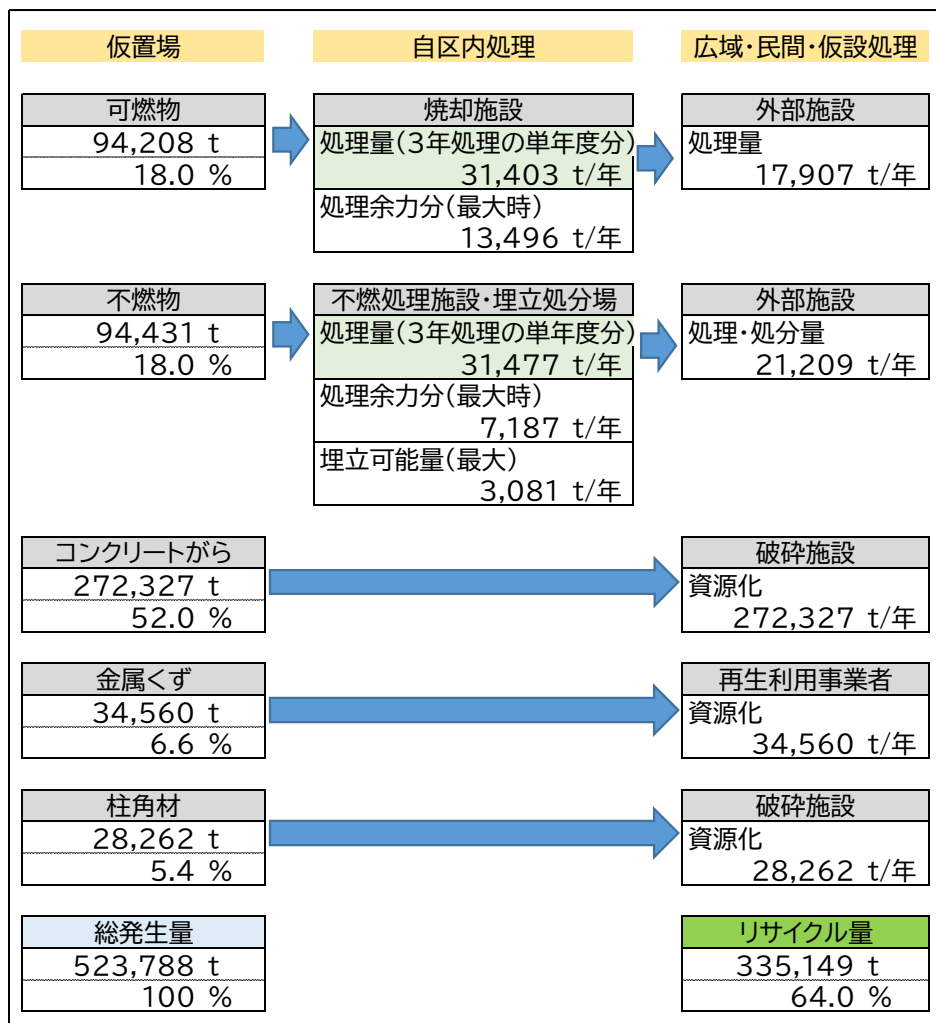 仮置場
自区内処理
広域・民間・仮設処理
可燃物
94,208 t
18.0 %
焼却施設
処理量(3年処理の単年度分)
31,403 t/年
処理余力分(最大時)
13,496 t/年
外部施設
処理量
17,907 t/年
不燃物
94,431 t
18.0 %
不燃処理施設・埋立処分場
処理量(3年処理の単年度分)
31,477 t/年
処理余力分(最大時)
7,187 t/年
埋立可能量(最大)
3,081 t/年
外部施設
処理・処分量
21,209 t/年
コンクリートがら
272,327 t
52.0 %
破砕施設
資源化
272,327 t/年
金属くず
34,560 t
6.6 %
再生利用事業者
資源化
34,560 t/年
柱角材
28,262 t
5.4 %
破砕施設
資源化
28,262 t/年
総発生量
523,788 t
100 %
リサイクル量
335,149 t
64.0 %